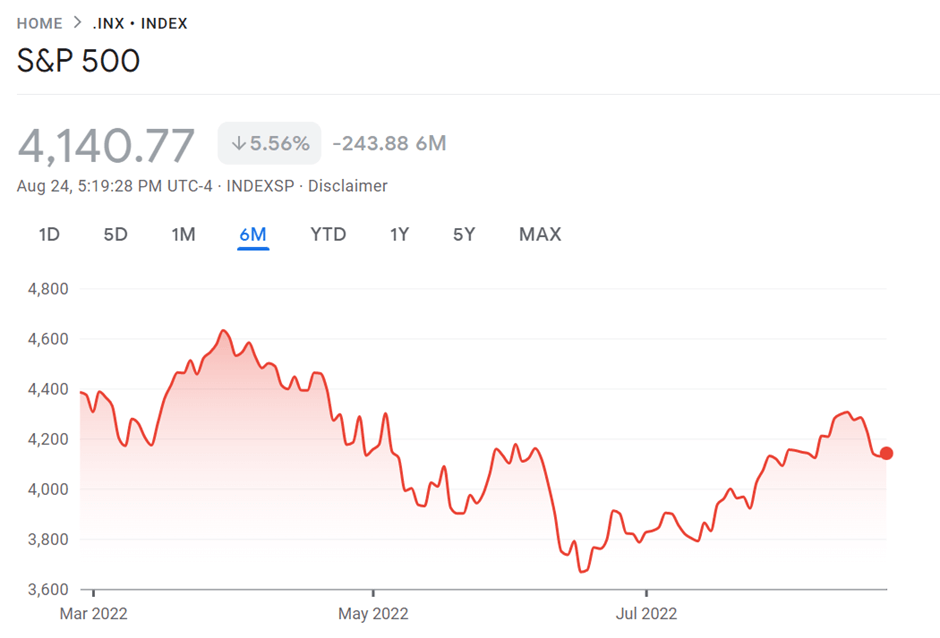 HOME > .INX • INDEX
S&P 500
4,140.77 ↓5.56% -243.88 6M
Aug 24, 5:19:28 PM UTC-4 · INDEXSP · Disclaimer
1D 5D 1M 6M YTD 1Y 5Y MAX
4,800
4,600
4,400
4,200
4,000
3,800
3,600
Mar 2022 May 2022 Jul 2022